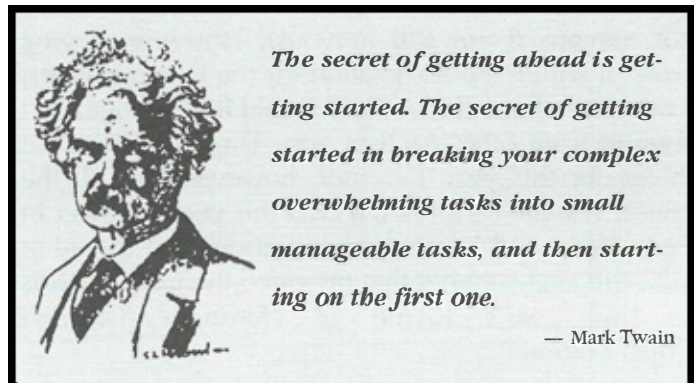 The secret of getting ahead is get-
ting started. The secret of getting
started in breaking your complex
overwhelming tasks into small
manageable tasks, and then start-
ing on the first one.
— Mark Twain